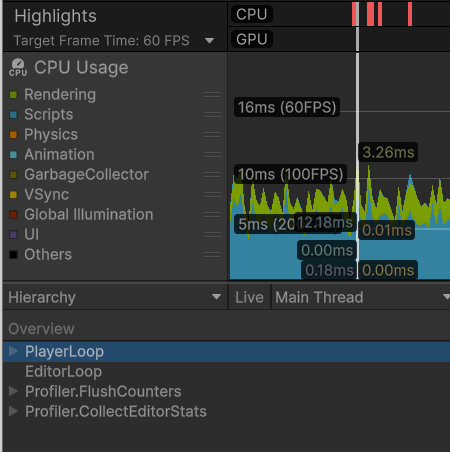 Highlights
CPU
Target Frame Time: 60 FPS
GPU
CPU
CPU Usage
Rendering
Scripts
16ms (60FPS)
Physics
Animation
3.26ms
GarbageCollector
10ms (100FPS)
VSync
Global Illumination
5ms (20
12.18ms
0.01ms
UI
0.00ms
Others
0.18ms
0.00ms
Hierarchy
Live
Main Thread
Overview
PlayerLoop
EditorLoop
Profiler.FlushCounters
Profiler.CollectEditorStats